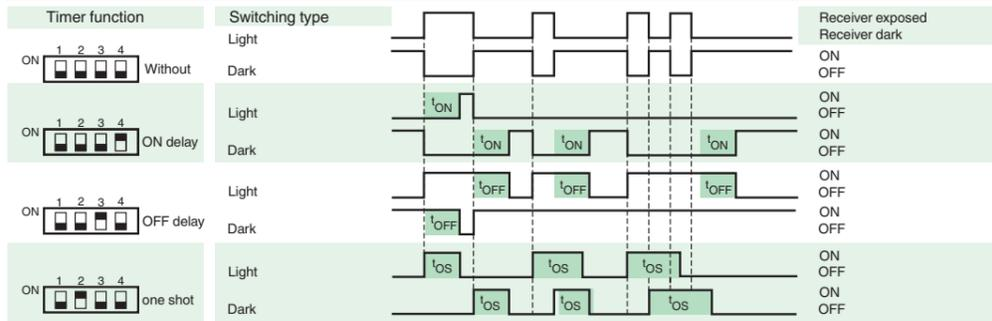 Timer function Switching type Receiver exposed
Light Receiver dark
1 2 3 4
ON Without Dark ON
OFF
tON ON
Light OFF
1 2 3 4
ON ON delay Dark tON tON tON ON
OFF
Light tOFF tOFF tOFF ON
OFF
1 2 3 4
ON OFF delay Dark tOFF ON
OFF
Light tOS tOS tOS ON
OFF
1 2 3 4
ON one shot Dark tOS tOS tOS ON
OFF